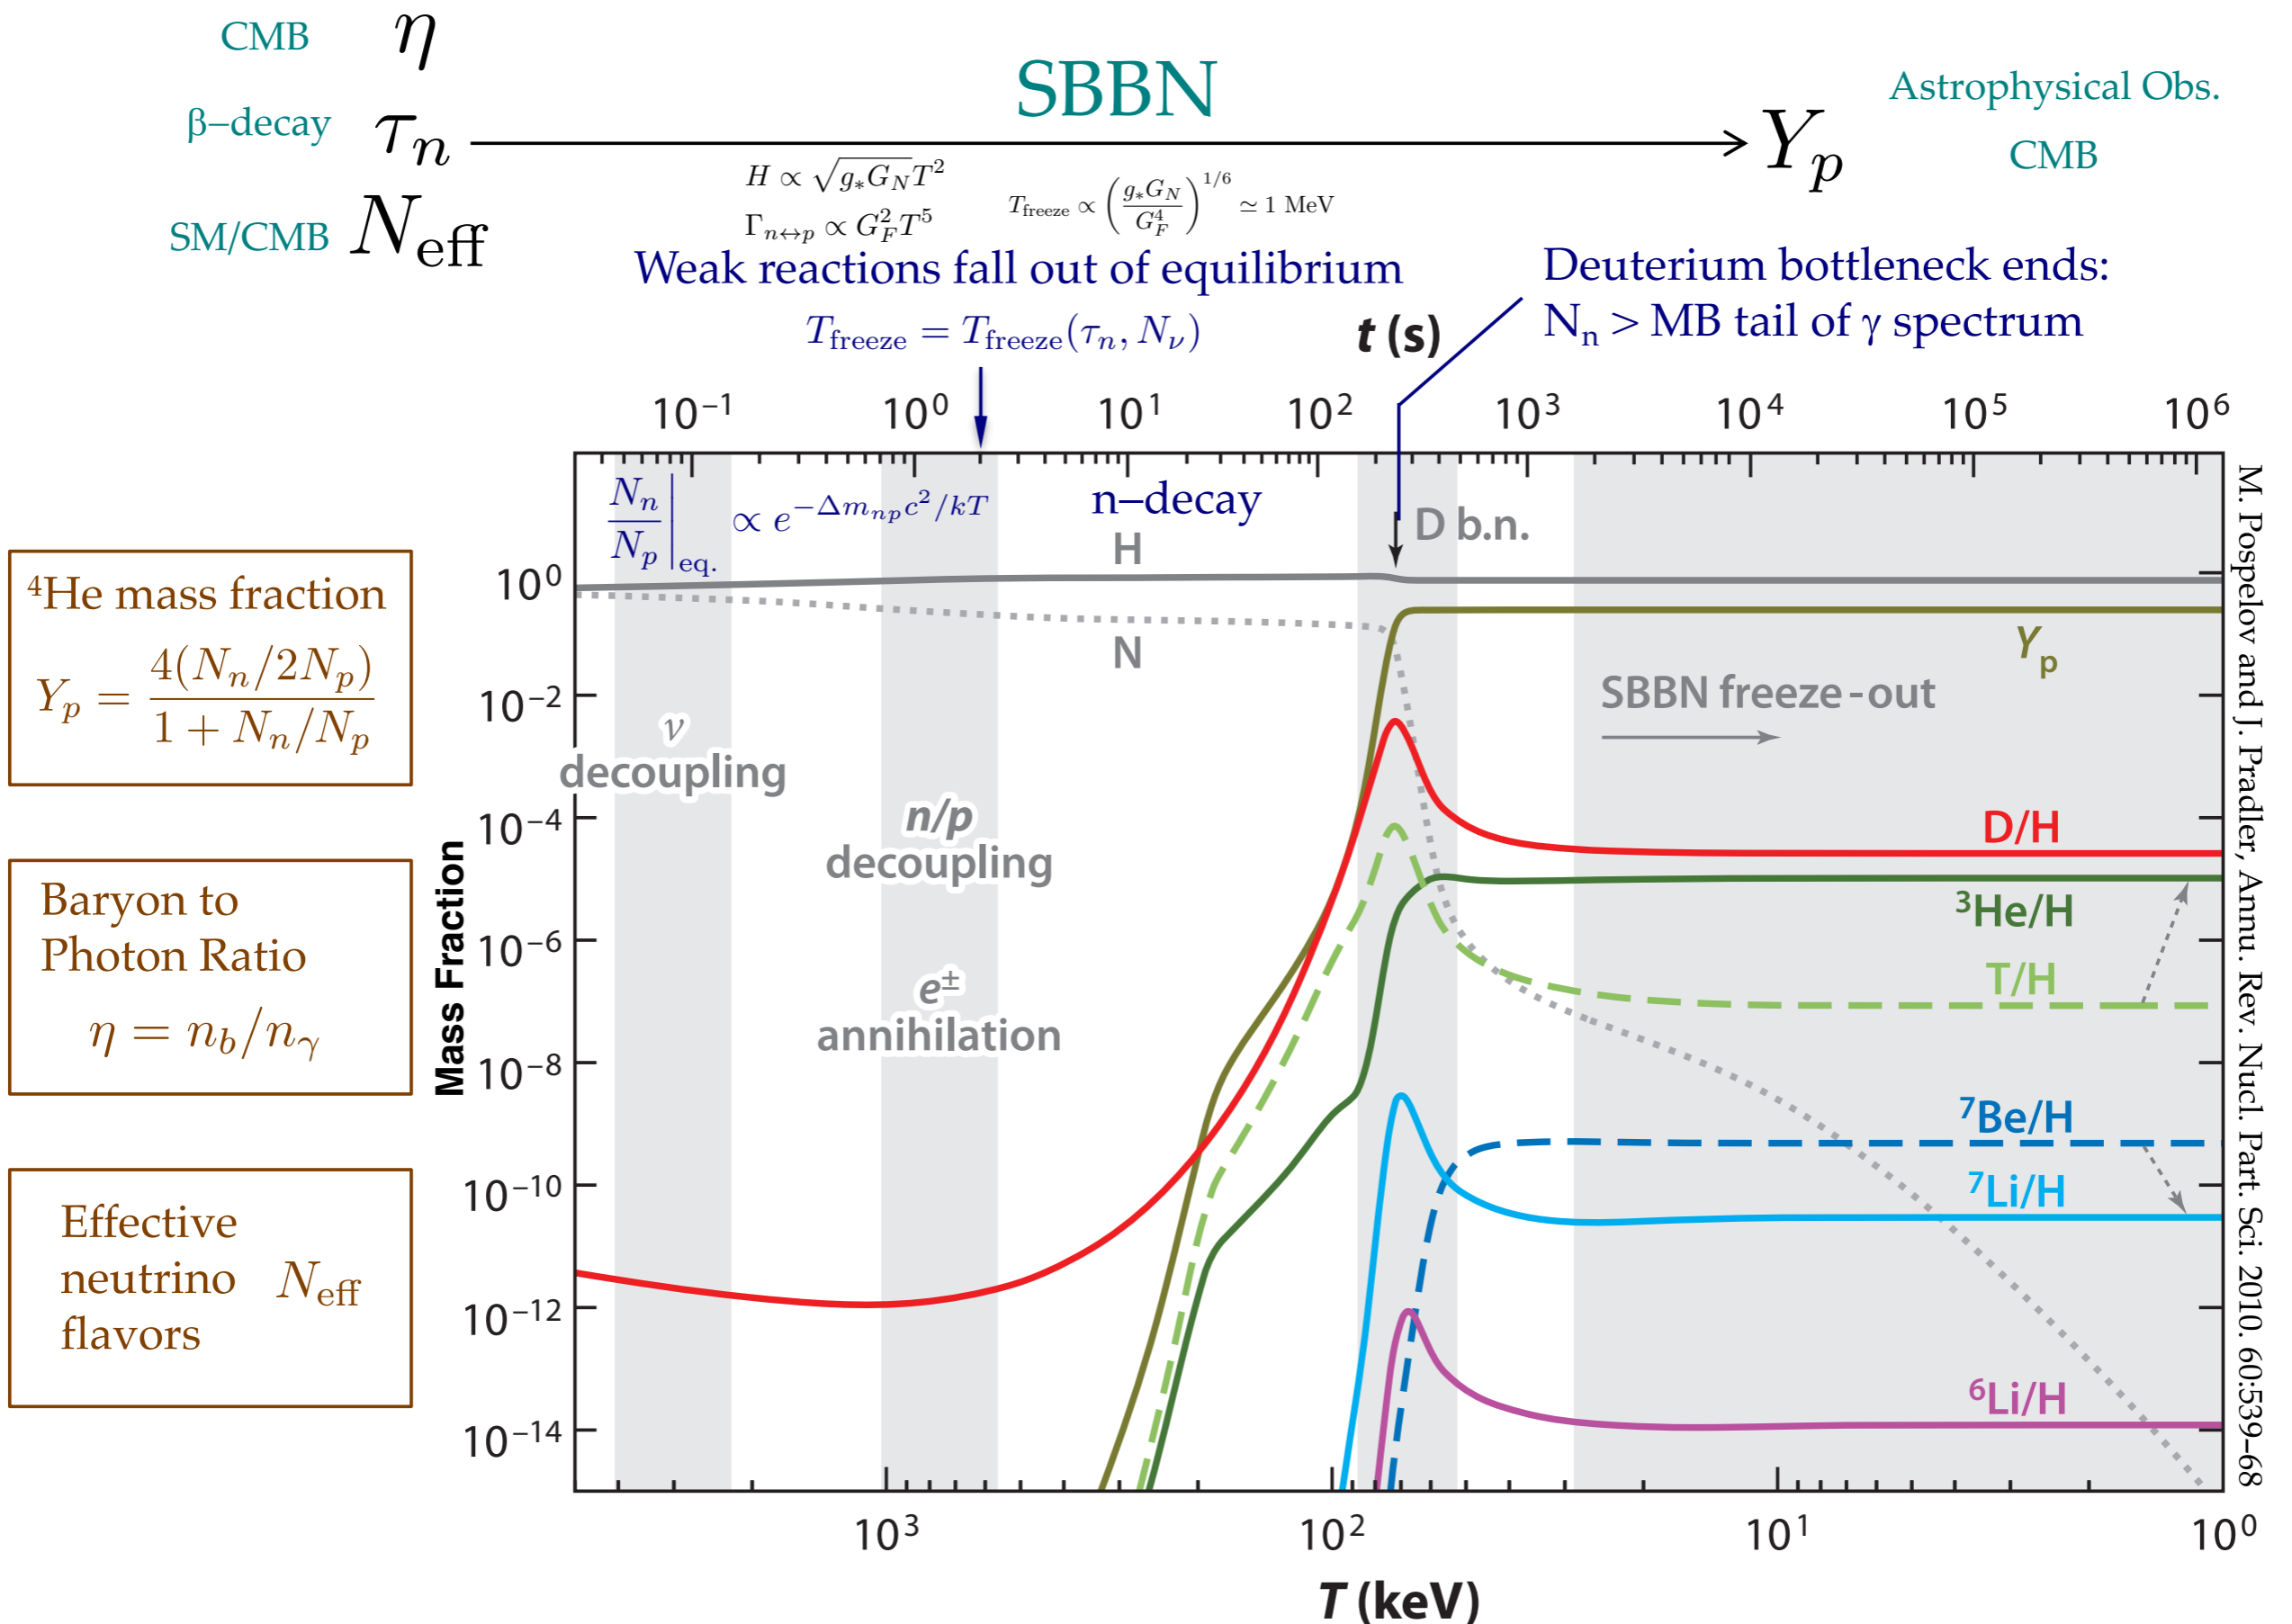 CMB η
β–decay τn
SM/CMB Neff
SBBN
H ∝ √g∗GN T²
Γn↔p ∝ G²F T⁵
Tfreeze ∝ (g∗GN / G⁴F)^1/6 ≃ 1 MeV
Yp
Astrophysical Obs.
CMB
Weak reactions fall out of equilibrium
Tfreeze = Tfreeze(τn, Nν)
Deuterium bottleneck ends:
Nn > MB tail of γ spectrum
t (s)
10⁻¹ 10⁰ 10¹ 10² 10³ 10⁴ 10⁵ 10⁶
Nn/Np |eq. ∝ e^−Δmnp c²/kT
n–decay
H
D b.n.
N
Yp
SBBN freeze-out
ν
decoupling
n/p
decoupling
e±
annihilation
D/H
³He/H
T/H
⁷Be/H
⁷Li/H
⁶Li/H
Mass Fraction
10⁰
10⁻²
10⁻⁴
10⁻⁶
10⁻⁸
10⁻¹⁰
10⁻¹²
10⁻¹⁴
10³ 10² 10¹ 10⁰
T (keV)
⁴He mass fraction
Yp = 4(Nn/2Np) / 1 + Nn/Np
Baryon to
Photon Ratio
η = nb/nγ
Effective
neutrino Neff
flavors
M. Pospelov and J. Pradler, Annu. Rev. Nucl. Part. Sci. 2010. 60:539–68